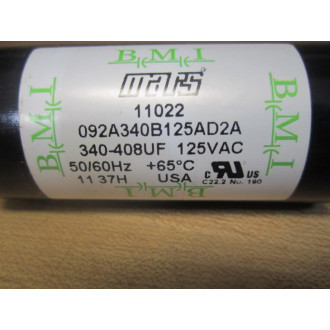 BMI
mars
11022
092A340B125AD2A
340-408UF 125VAC
50/60Hz +65°C
11 37H USA
C US
C22.2 No. 190
BMI
BMI